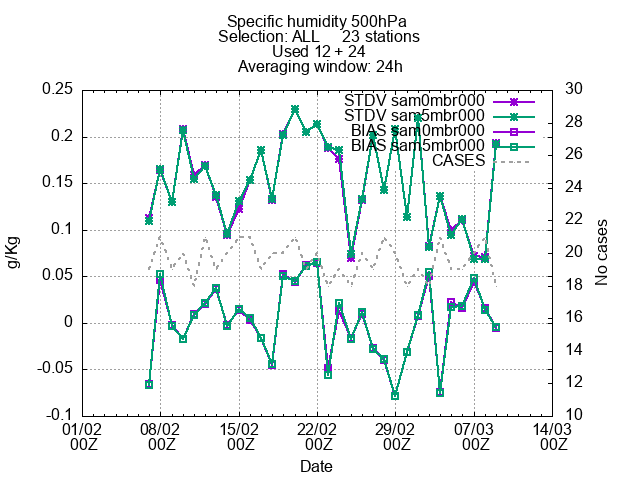 Specific humidity 500hPa
Selection: ALL 23 stations
Used 12 + 24
Averaging window: 24h
STDV sam0mbr000
STDV sam5mbr000
BIAS sam0mbr000
BIAS sam5mbr000
CASES
0.25
0.2
0.15
0.1
0.05
0
-0.05
-0.1
g/Kg
30
28
26
24
22
20
18
16
14
12
10
No cases
01/02 08/02 15/02 22/02 29/02 07/03 14/03
00Z 00Z 00Z 00Z 00Z 00Z 00Z
Date